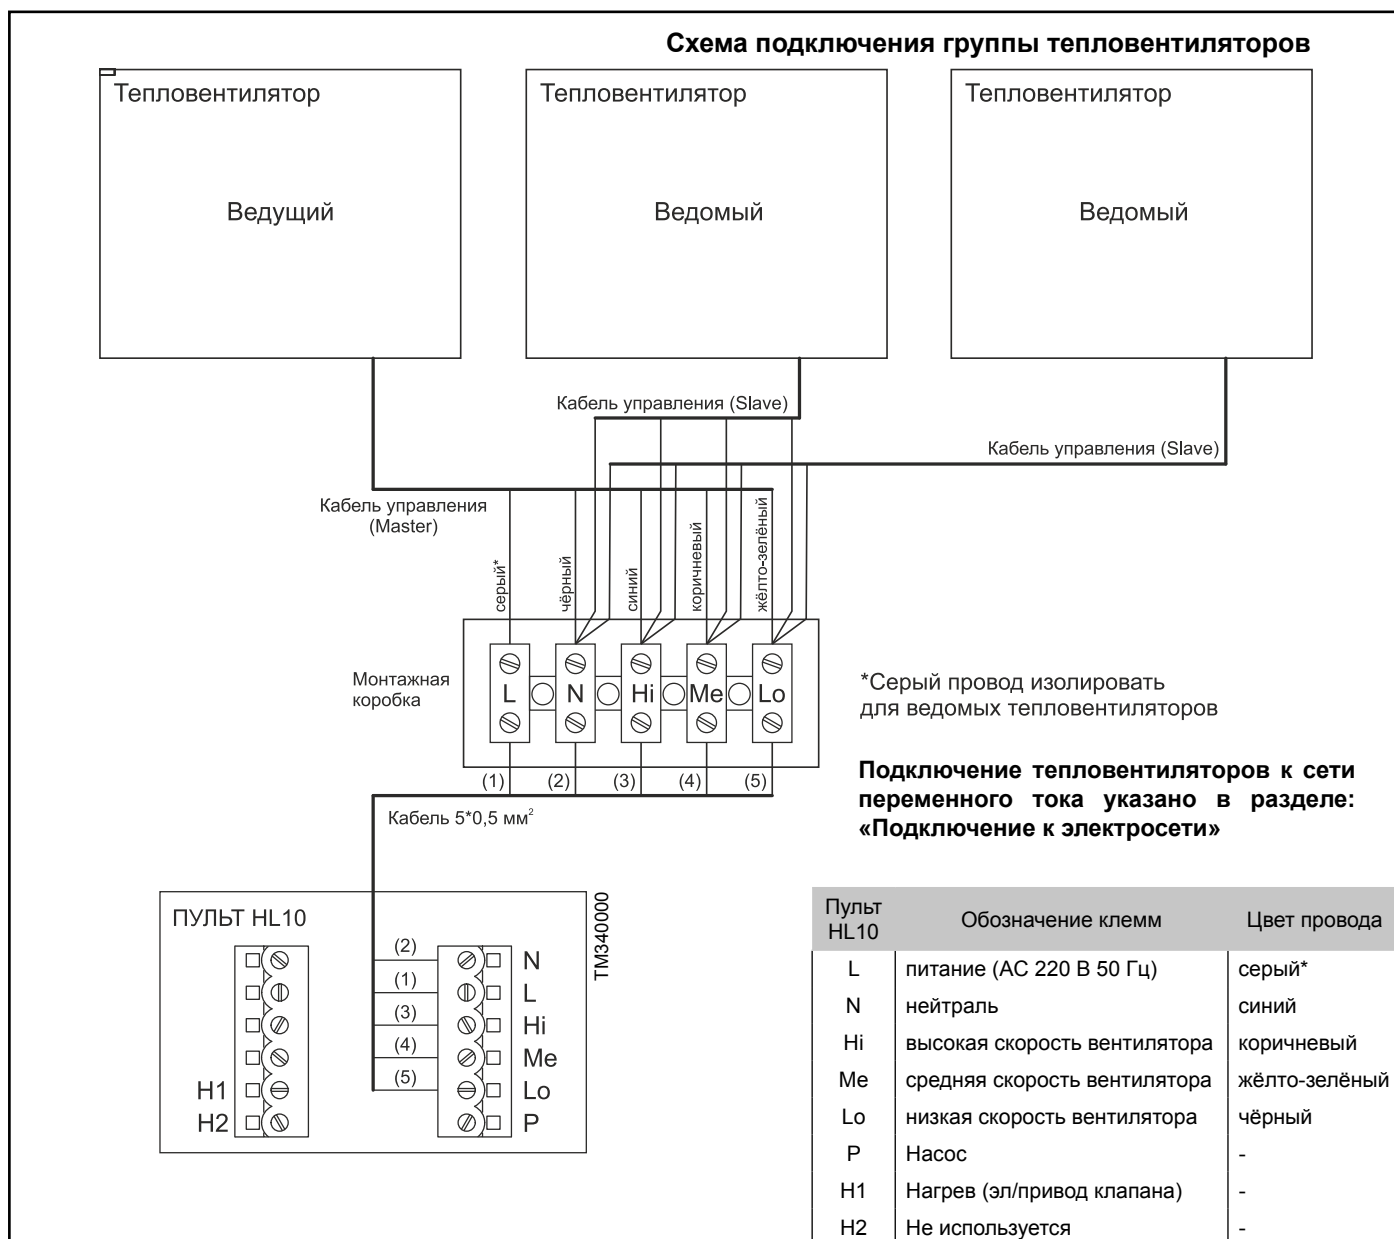 Схема подключения группы тепловентиляторов
Тепловентилятор
Тепловентилятор
Тепловентилятор
Ведущий
Ведомый
Ведомый
Кабель управления (Slave)
Кабель управления (Slave)
Кабель управления
(Master)
серый*
чёрный
синий
коричневый
жёлто-зелёный
Монтажная
коробка
L
N
Hi
Me
Lo
*Серый провод изолировать
для ведомых тепловентиляторов
(1)
(2)
(3)
(4)
(5)
Подключение тепловентиляторов к сети
переменного тока указано в разделе:
«Подключение к электросети»
Кабель 5*0,5 мм²
ПУЛЬТ HL10
TM340000
(2)
N
(1)
L
(3)
Hi
(4)
Me
H1
(5)
Lo
H2
P
Пульт
HL10
Обозначение клемм
Цвет провода
L питание (AC 220 В 50 Гц) серый*
N нейтраль синий
Hi высокая скорость вентилятора коричневый
Me средняя скорость вентилятора жёлто-зелёный
Lo низкая скорость вентилятора чёрный
P Насос -
H1 Нагрев (эл/привод клапана) -
H2 Не используется -